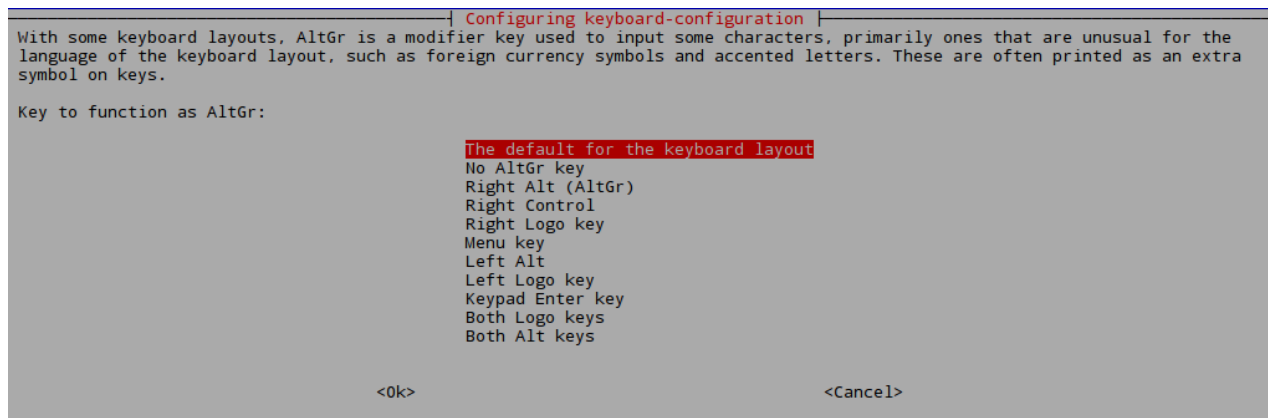 Configuring keyboard-configuration
With some keyboard layouts, AltGr is a modifier key used to input some characters, primarily ones that are unusual for the
language of the keyboard layout, such as foreign currency symbols and accented letters. These are often printed as an extra
symbol on keys.
Key to function as AltGr:
The default for the keyboard layout
No AltGr key
Right Alt (AltGr)
Right Control
Right Logo key
Menu key
Left Alt
Left Logo key
Keypad Enter key
Both Logo keys
Both Alt keys
<Ok> <Cancel>